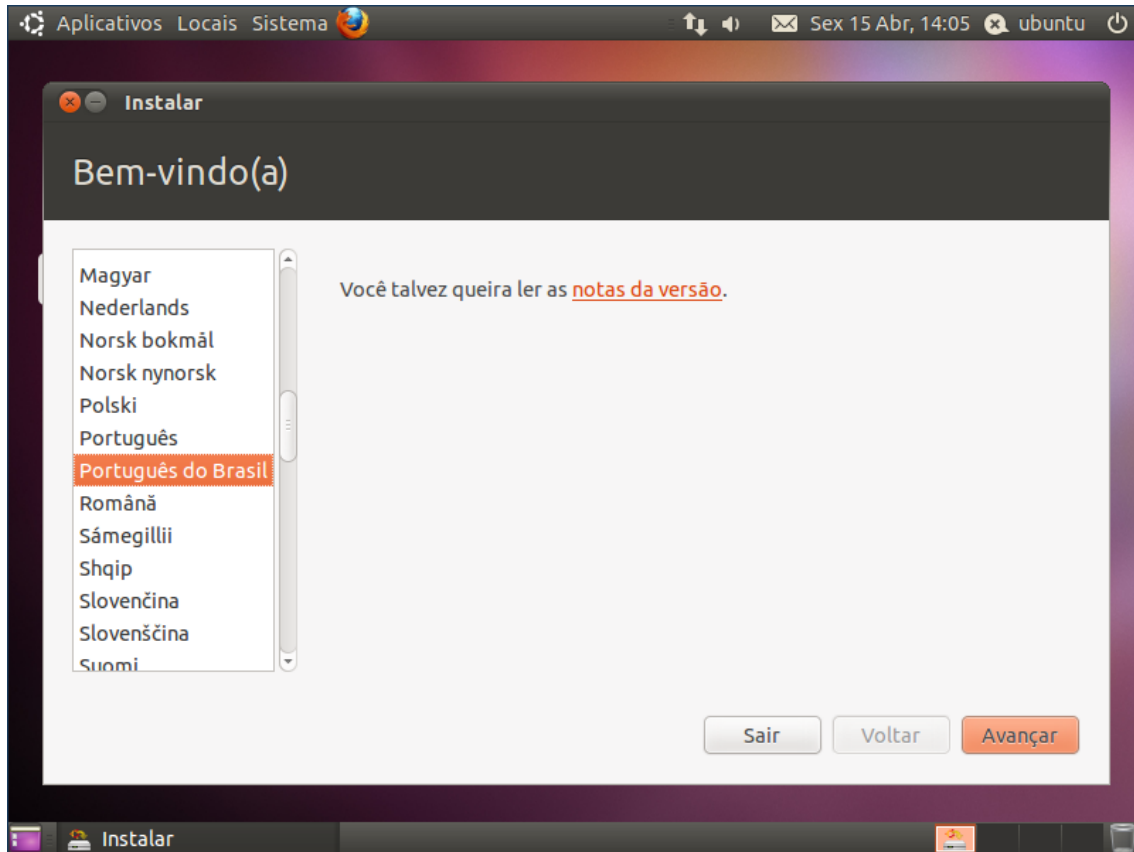 Aplicativos Locais Sistema Sex 15 Abr, 14:05 ubuntu
Instalar
Bem-vindo(a)
Magyar
Nederlands
Norsk bokmål
Norsk nynorsk
Polski
Português
Português do Brasil
Română
Sámegillii
Shqip
Slovenčina
Slovenščina
Suomi
Você talvez queira ler as notas da versão.
Sair Voltar Avançar
Instalar